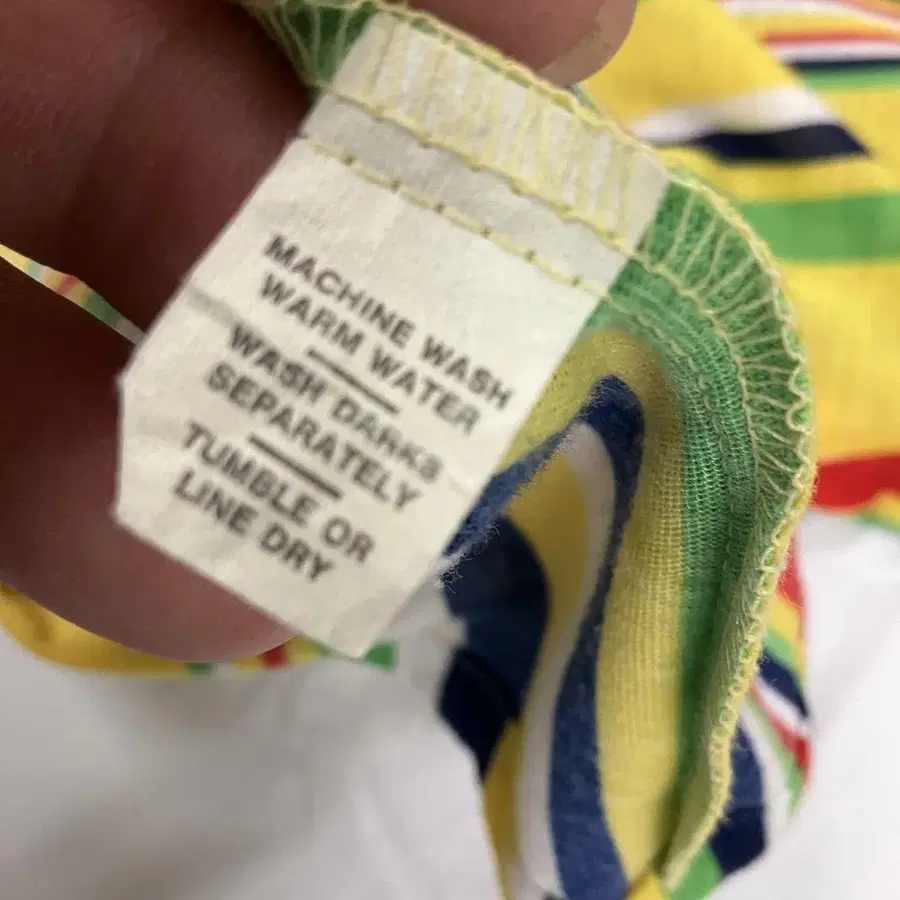 MACHINE WASH
WARM WATER
WASH DARKS
SEPARATELY
TUMBLE OR
LINE DRY